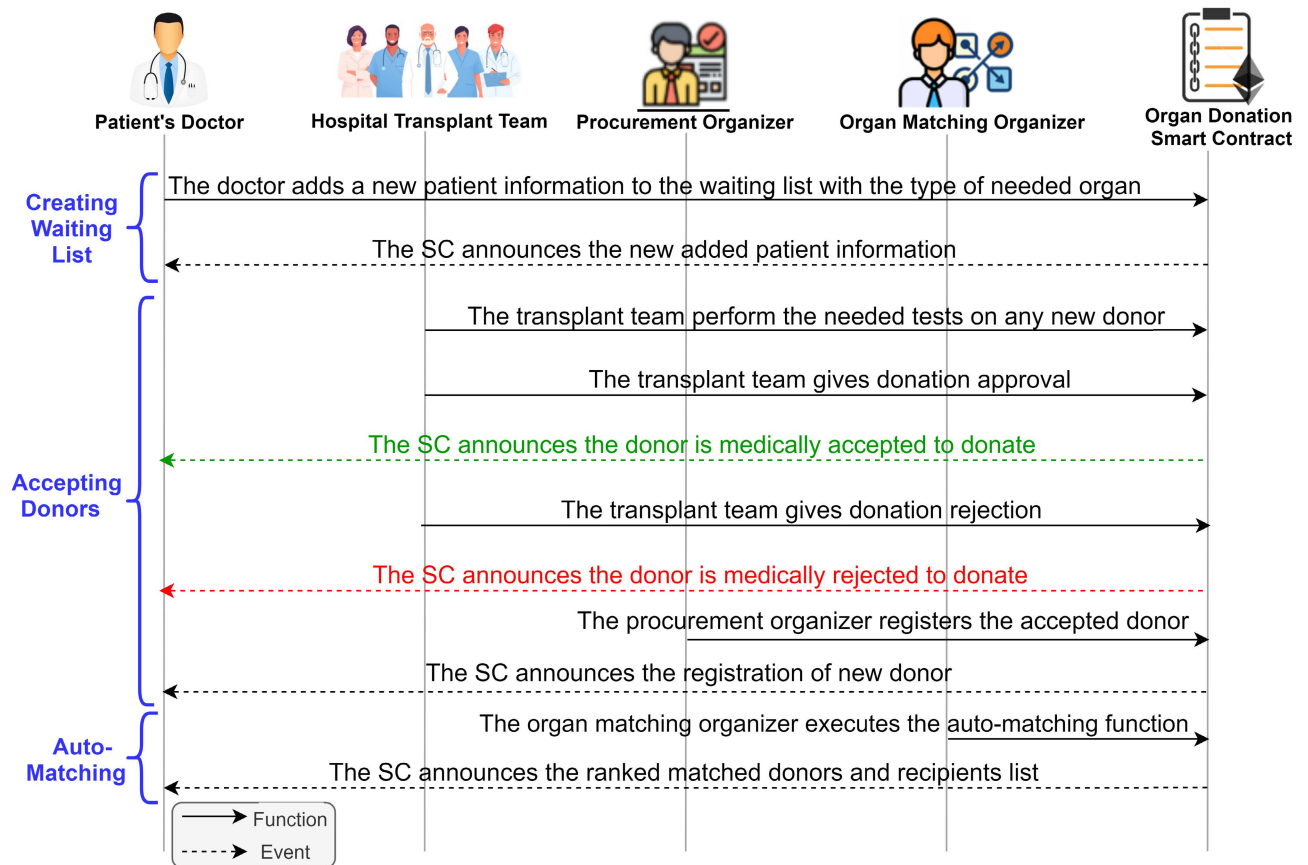 Patient's Doctor
Hospital Transplant Team
Procurement Organizer
Organ Matching Organizer
Organ Donation
Smart Contract
Creating
Waiting
List
The doctor adds a new patient information to the waiting list with the type of needed organ
The SC announces the new added patient information
Accepting
Donors
The transplant team perform the needed tests on any new donor
The transplant team gives donation approval
The SC announces the donor is medically accepted to donate
The transplant team gives donation rejection
The SC announces the donor is medically rejected to donate
The procurement organizer registers the accepted donor
The SC announces the registration of new donor
Auto-
Matching
The organ matching organizer executes the auto-matching function
The SC announces the ranked matched donors and recipients list
Function
Event